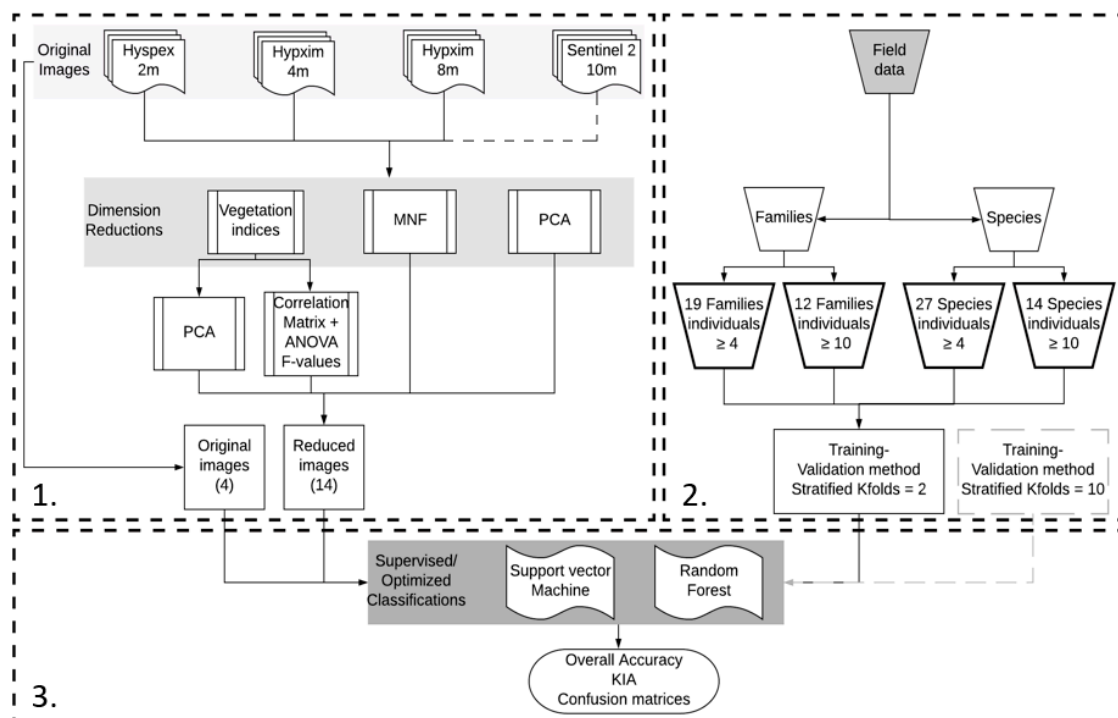 Original
Images
Hyspex
2m
Hypxim
4m
Hypxim
8m
Sentinel 2
10m
Dimension
Reductions
Vegetation
indices
MNF
PCA
PCA
Correlation
Matrix +
ANOVA
F-values
Original
images
(4)
Reduced
images
(14)
1.
Field
data
Families
Species
19 Families
individuals
≥ 4
12 Families
individuals
≥ 10
27 Species
individuals
≥ 4
14 Species
individuals
≥ 10
Training-
Validation method
Stratified Kfolds = 2
Training-
Validation method
Stratified Kfolds = 10
2.
Supervised/
Optimized
Classifications
Support vector
Machine
Random
Forest
Overall Accuracy
KIA
Confusion matrices
3.